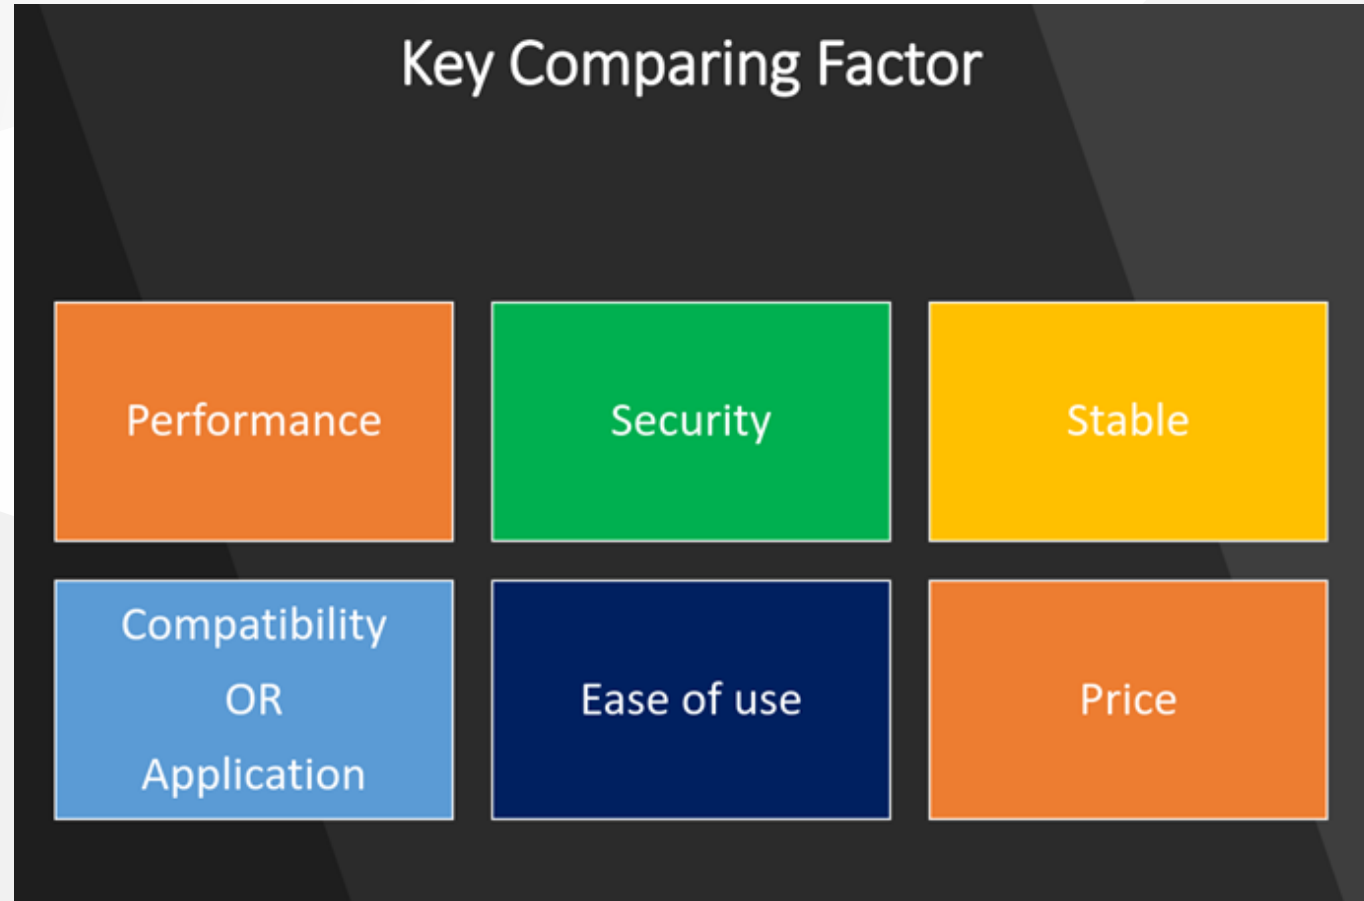 Key Comparing Factor
Performance
Security
Stable
Compatibility
OR
Application
Ease of use
Price